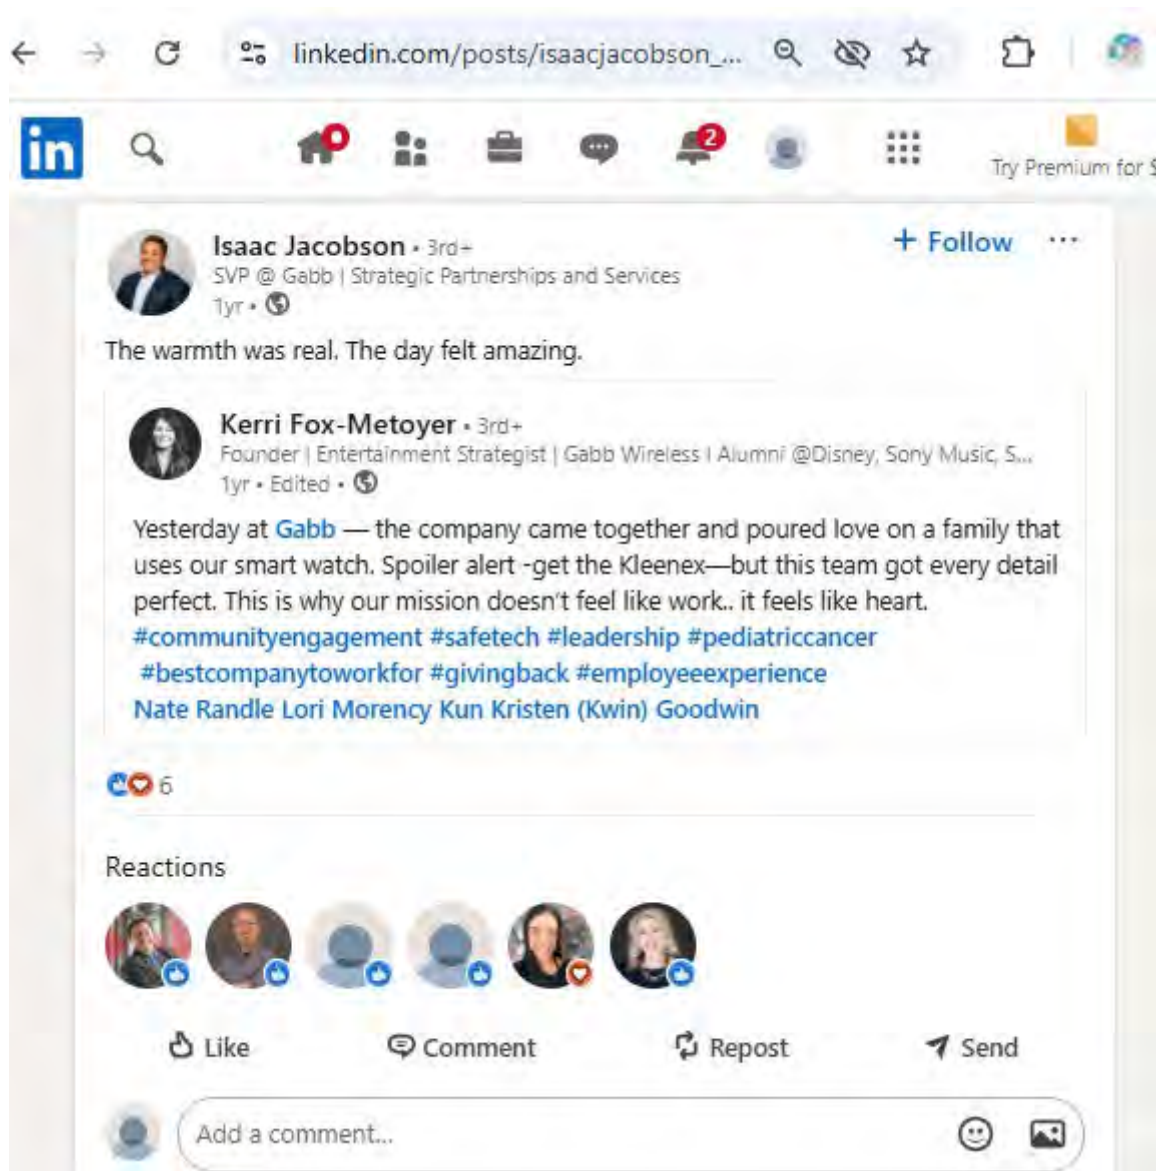 linkedin.com/posts/isaacjacobson_...
in
2
Try Premium for $
Isaac Jacobson • 3rd+
+ Follow ...
SVP @ Gabb | Strategic Partnerships and Services
1yr •
The warmth was real. The day felt amazing.
Kerri Fox-Metoyer • 3rd+
Founder | Entertainment Strategist | Gabb Wireless I Alumni @Disney, Sony Music, S...
1yr • Edited •
Yesterday at Gabb — the company came together and poured love on a family that
uses our smart watch. Spoiler alert -get the Kleenex—but this team got every detail
perfect. This is why our mission doesn't feel like work.. it feels like heart.
#communityengagement #safetech #leadership #pediatriccancer
#bestcompanytoworkfor #givingback #employeeexperience
Nate Randle Lori Morency Kun Kristen (Kwin) Goodwin
6
Reactions
Like Comment Repost Send
Add a comment...